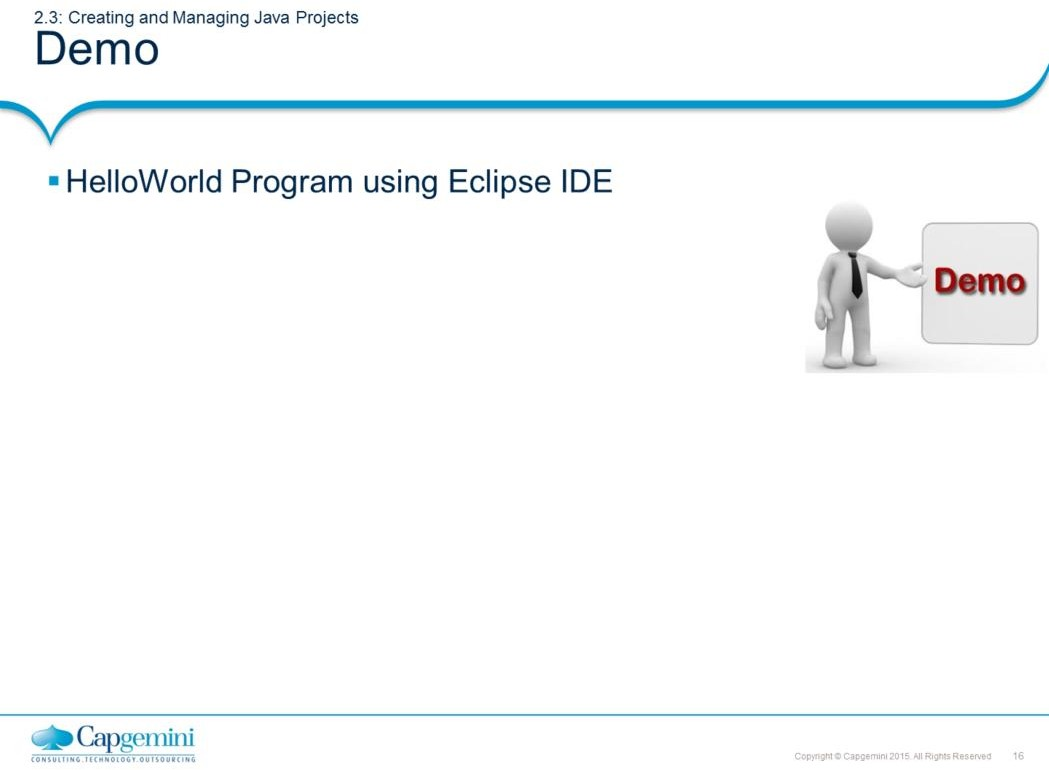 2.3: Creating and Managing Java Projects
Demo
▪ HelloWorld Program using Eclipse IDE
Demo
Capgemini
CONSULTING.TECHNOLOGY.OUTSOURCING
Copyright © Capgemini 2015. All Rights Reserved 16